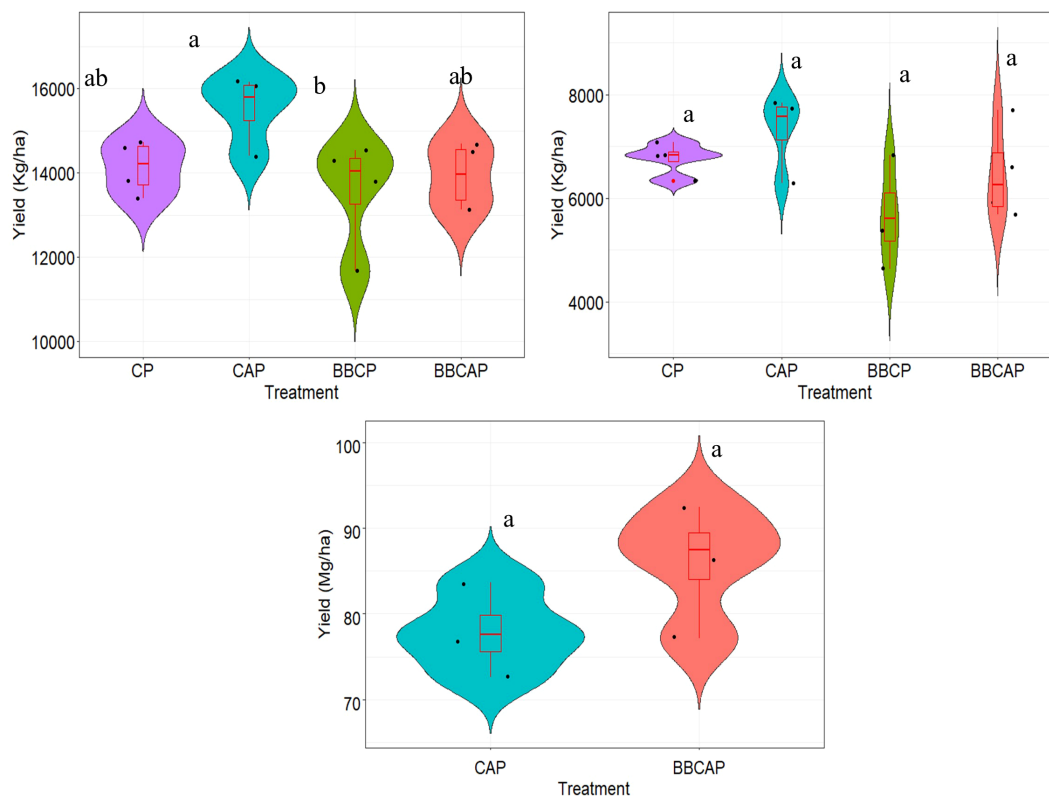 a
ab
ab
b
16000
14000
12000
10000
Yield (Kg/ha)
CP CAP BBCP BBCAP
Treatment
a
a
a
a
8000
6000
4000
Yield (Kg/ha)
CP CAP BBCP BBCAP
Treatment
a
a
100
90
80
70
Yield (Mg/ha)
CAP BBCAP
Treatment